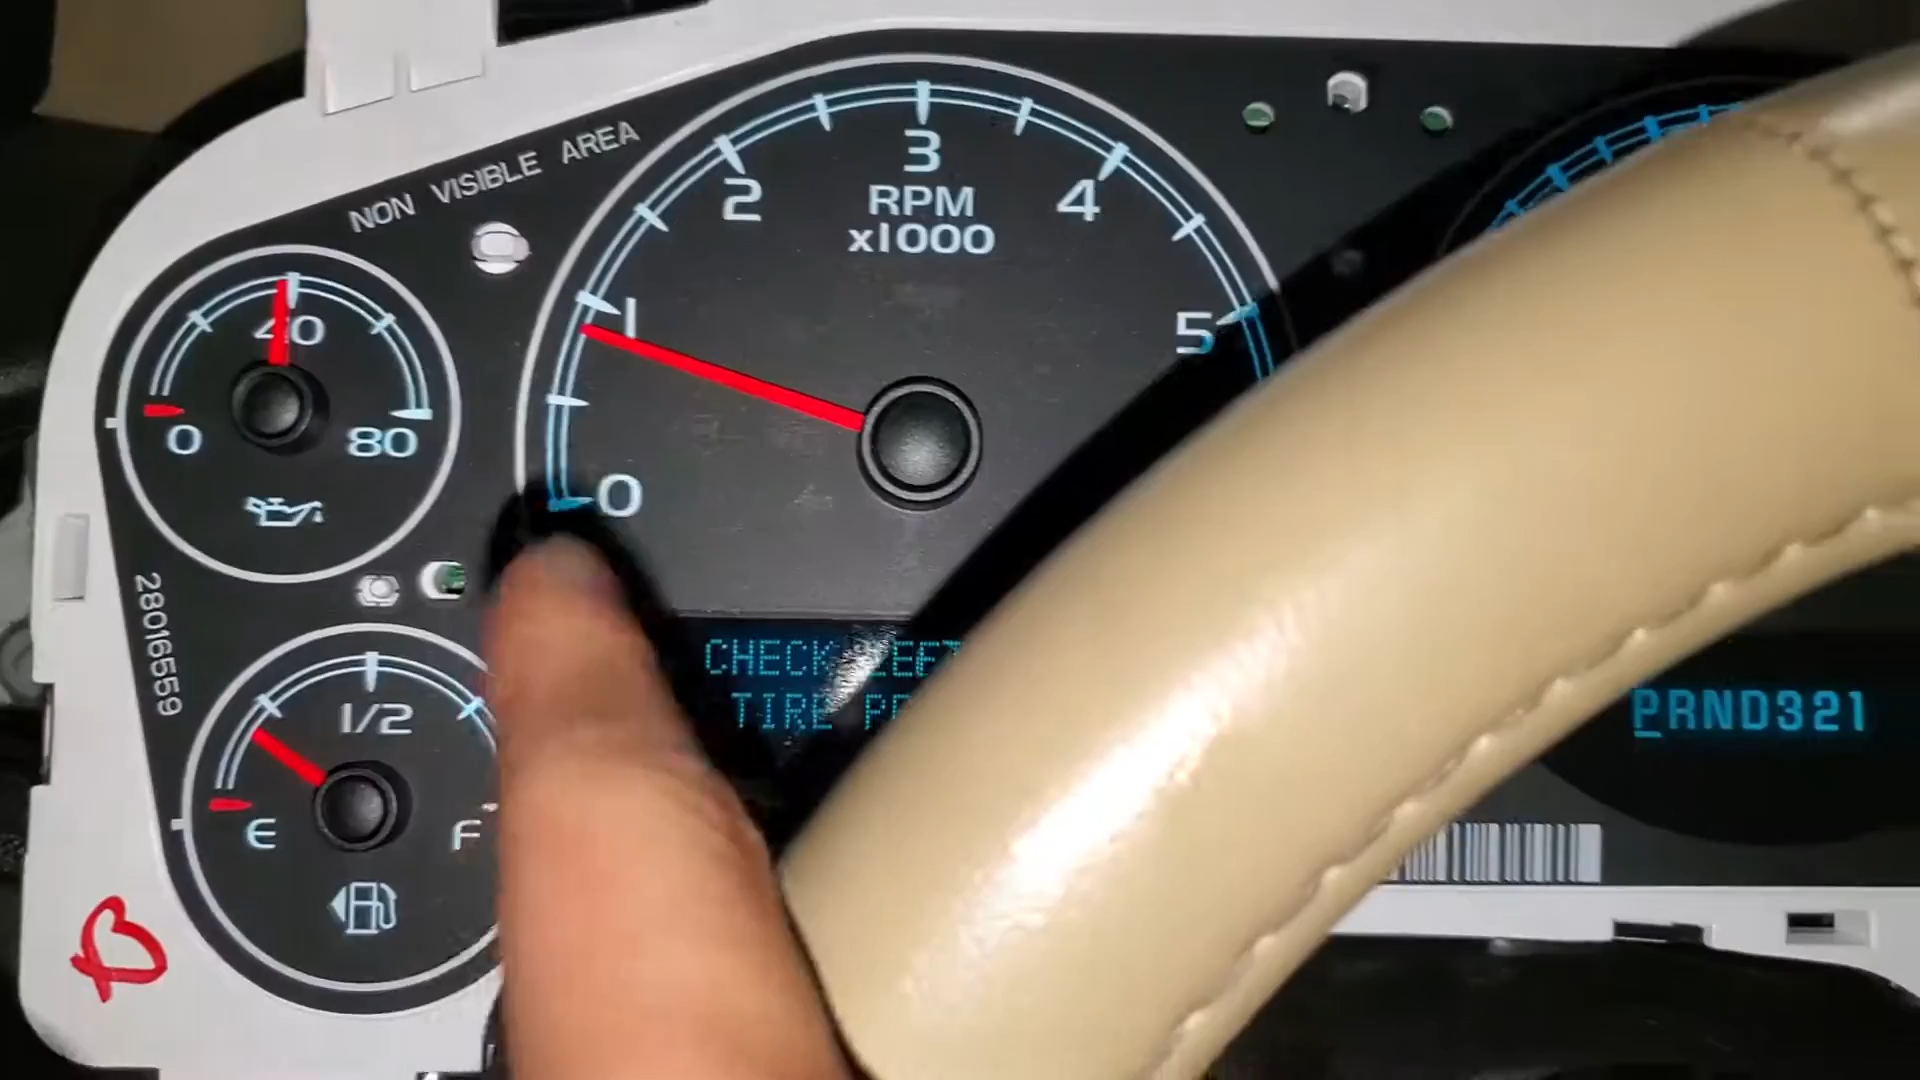 NON VISIBLE AREA
3
2
4
RPM
x1000
1
5
0
40
0
80
28016559
1/2
E
F
CHECK
TIRE
PRND321
B